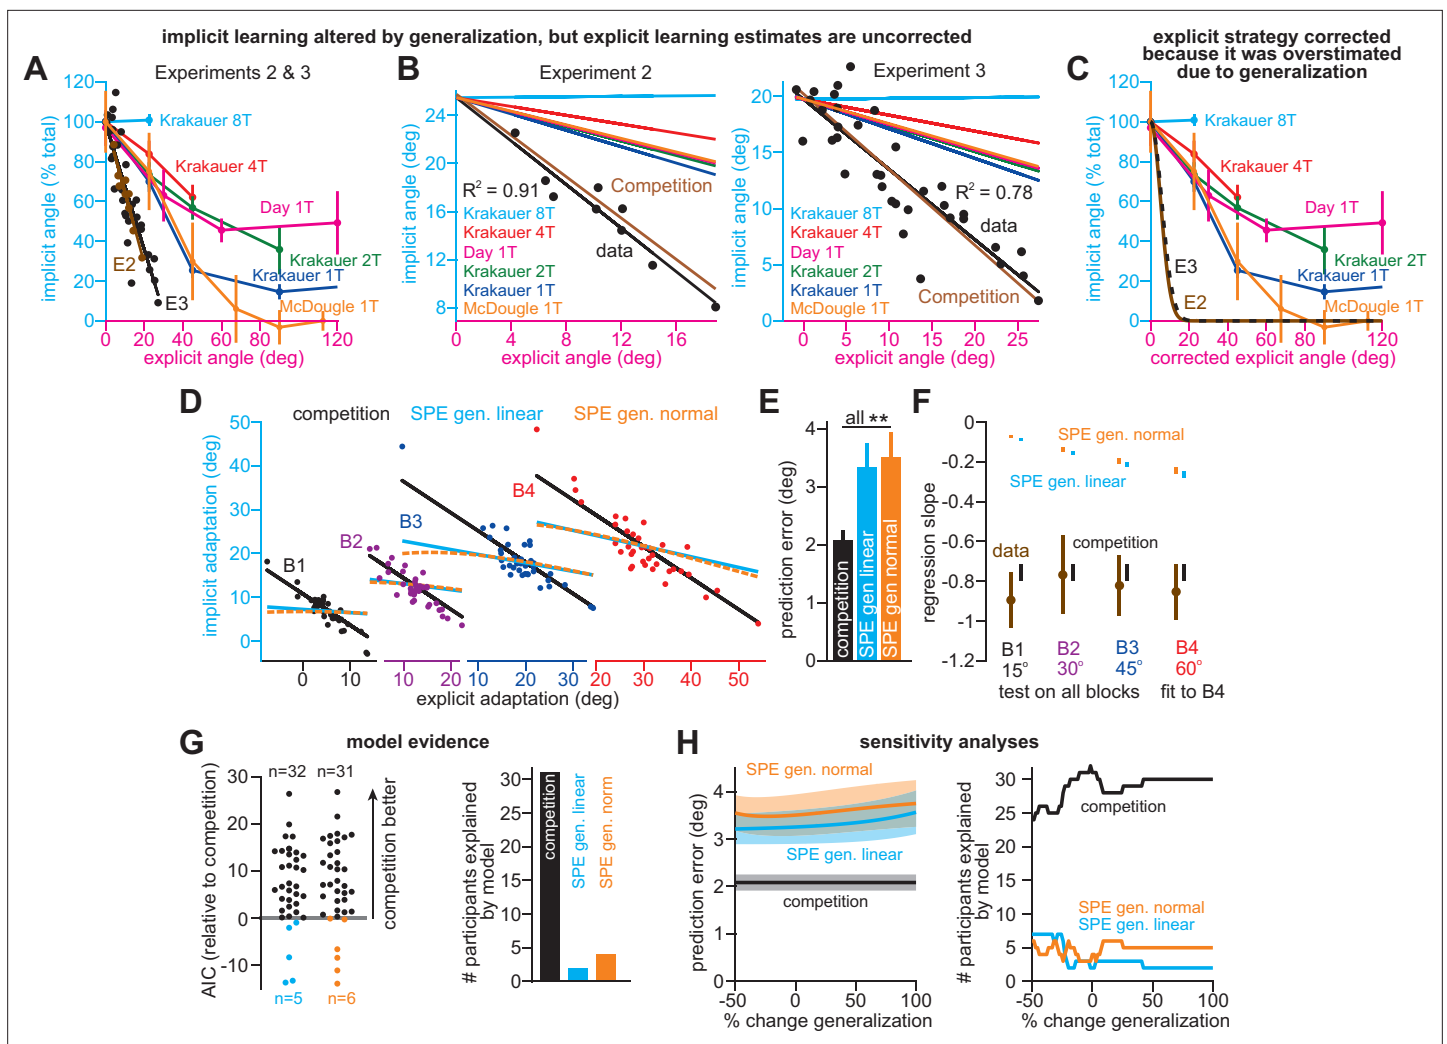 implicit learning altered by generalization, but explicit learning estimates are uncorrected
explicit strategy corrected
because it was overstimated
due to generalization
A
Experiments 2 & 3
implicit angle (% total)
120
100
80
60
40
20
0
Krakauer 8T
Krakauer 4T
Day 1T
Krakauer 2T
Krakauer 1T
McDougle 1T
E2
E3
0 20 40 60 80 120
explicit angle (deg)
B
Experiment 2
implicit angle (deg)
24
20
16
12
8
R² = 0.91
Competition
data
Krakauer 8T
Krakauer 4T
Day 1T
Krakauer 2T
Krakauer 1T
McDougle 1T
0 4 8 12 16
explicit angle (deg)
Experiment 3
implicit angle (deg)
20
15
10
5
0
R² = 0.78
data
Competition
Krakauer 8T
Krakauer 4T
Day 1T
Krakauer 2T
Krakauer 1T
McDougle 1T
0 5 10 15 20 25
explicit angle (deg)
C
implicit angle (% total)
120
100
80
60
40
20
0
Krakauer 8T
Krakauer 4T
Day 1T
Krakauer 2T
Krakauer 1T
McDougle 1T
E3
E2
0 20 40 60 80 120
corrected explicit angle (deg)
D
competition SPE gen. linear SPE gen. normal
implicit adaptation (deg)
50
40
30
20
10
0
B1
B2
B3
B4
0 10 10 20 10 20 30 20 30 40 50
explicit adaptation (deg)
E
all **
prediction error (deg)
4
3
2
1
0
competition
SPE gen linear
SPE gen normal
F
regression slope
0
-0.2
-0.4
-0.6
-0.8
-1
-1.2
SPE gen. normal
SPE gen. linear
data
competition
B1 B2 B3 B4
15° 30° 45° 60°
test on all blocks fit to B4
G
model evidence
AIC (relative to competition)
30
20
10
0
-10
n=32 n=31
competition better
n=5 n=6
# participants explained
by model
30
25
20
15
10
5
0
competition
SPE gen. linear
SPE gen. norm
H
sensitivity analyses
prediction error (deg)
4
3
2
1
0
SPE gen. normal
SPE gen. linear
competition
-50 0 50 100
% change generalization
# participants explained
by model
30
25
20
15
10
5
0
competition
SPE gen. normal
SPE gen. linear
-50 0 50 100
% change generalization